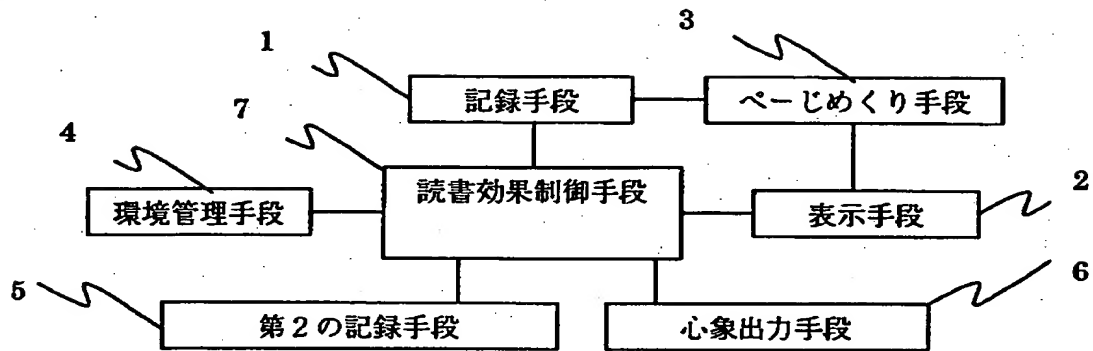 3
1
記録手段
ぺーじめくり手段
7
4
読書効果制御手段
2
環境管理手段
表示手段
5
6
第2の記録手段
心象出力手段